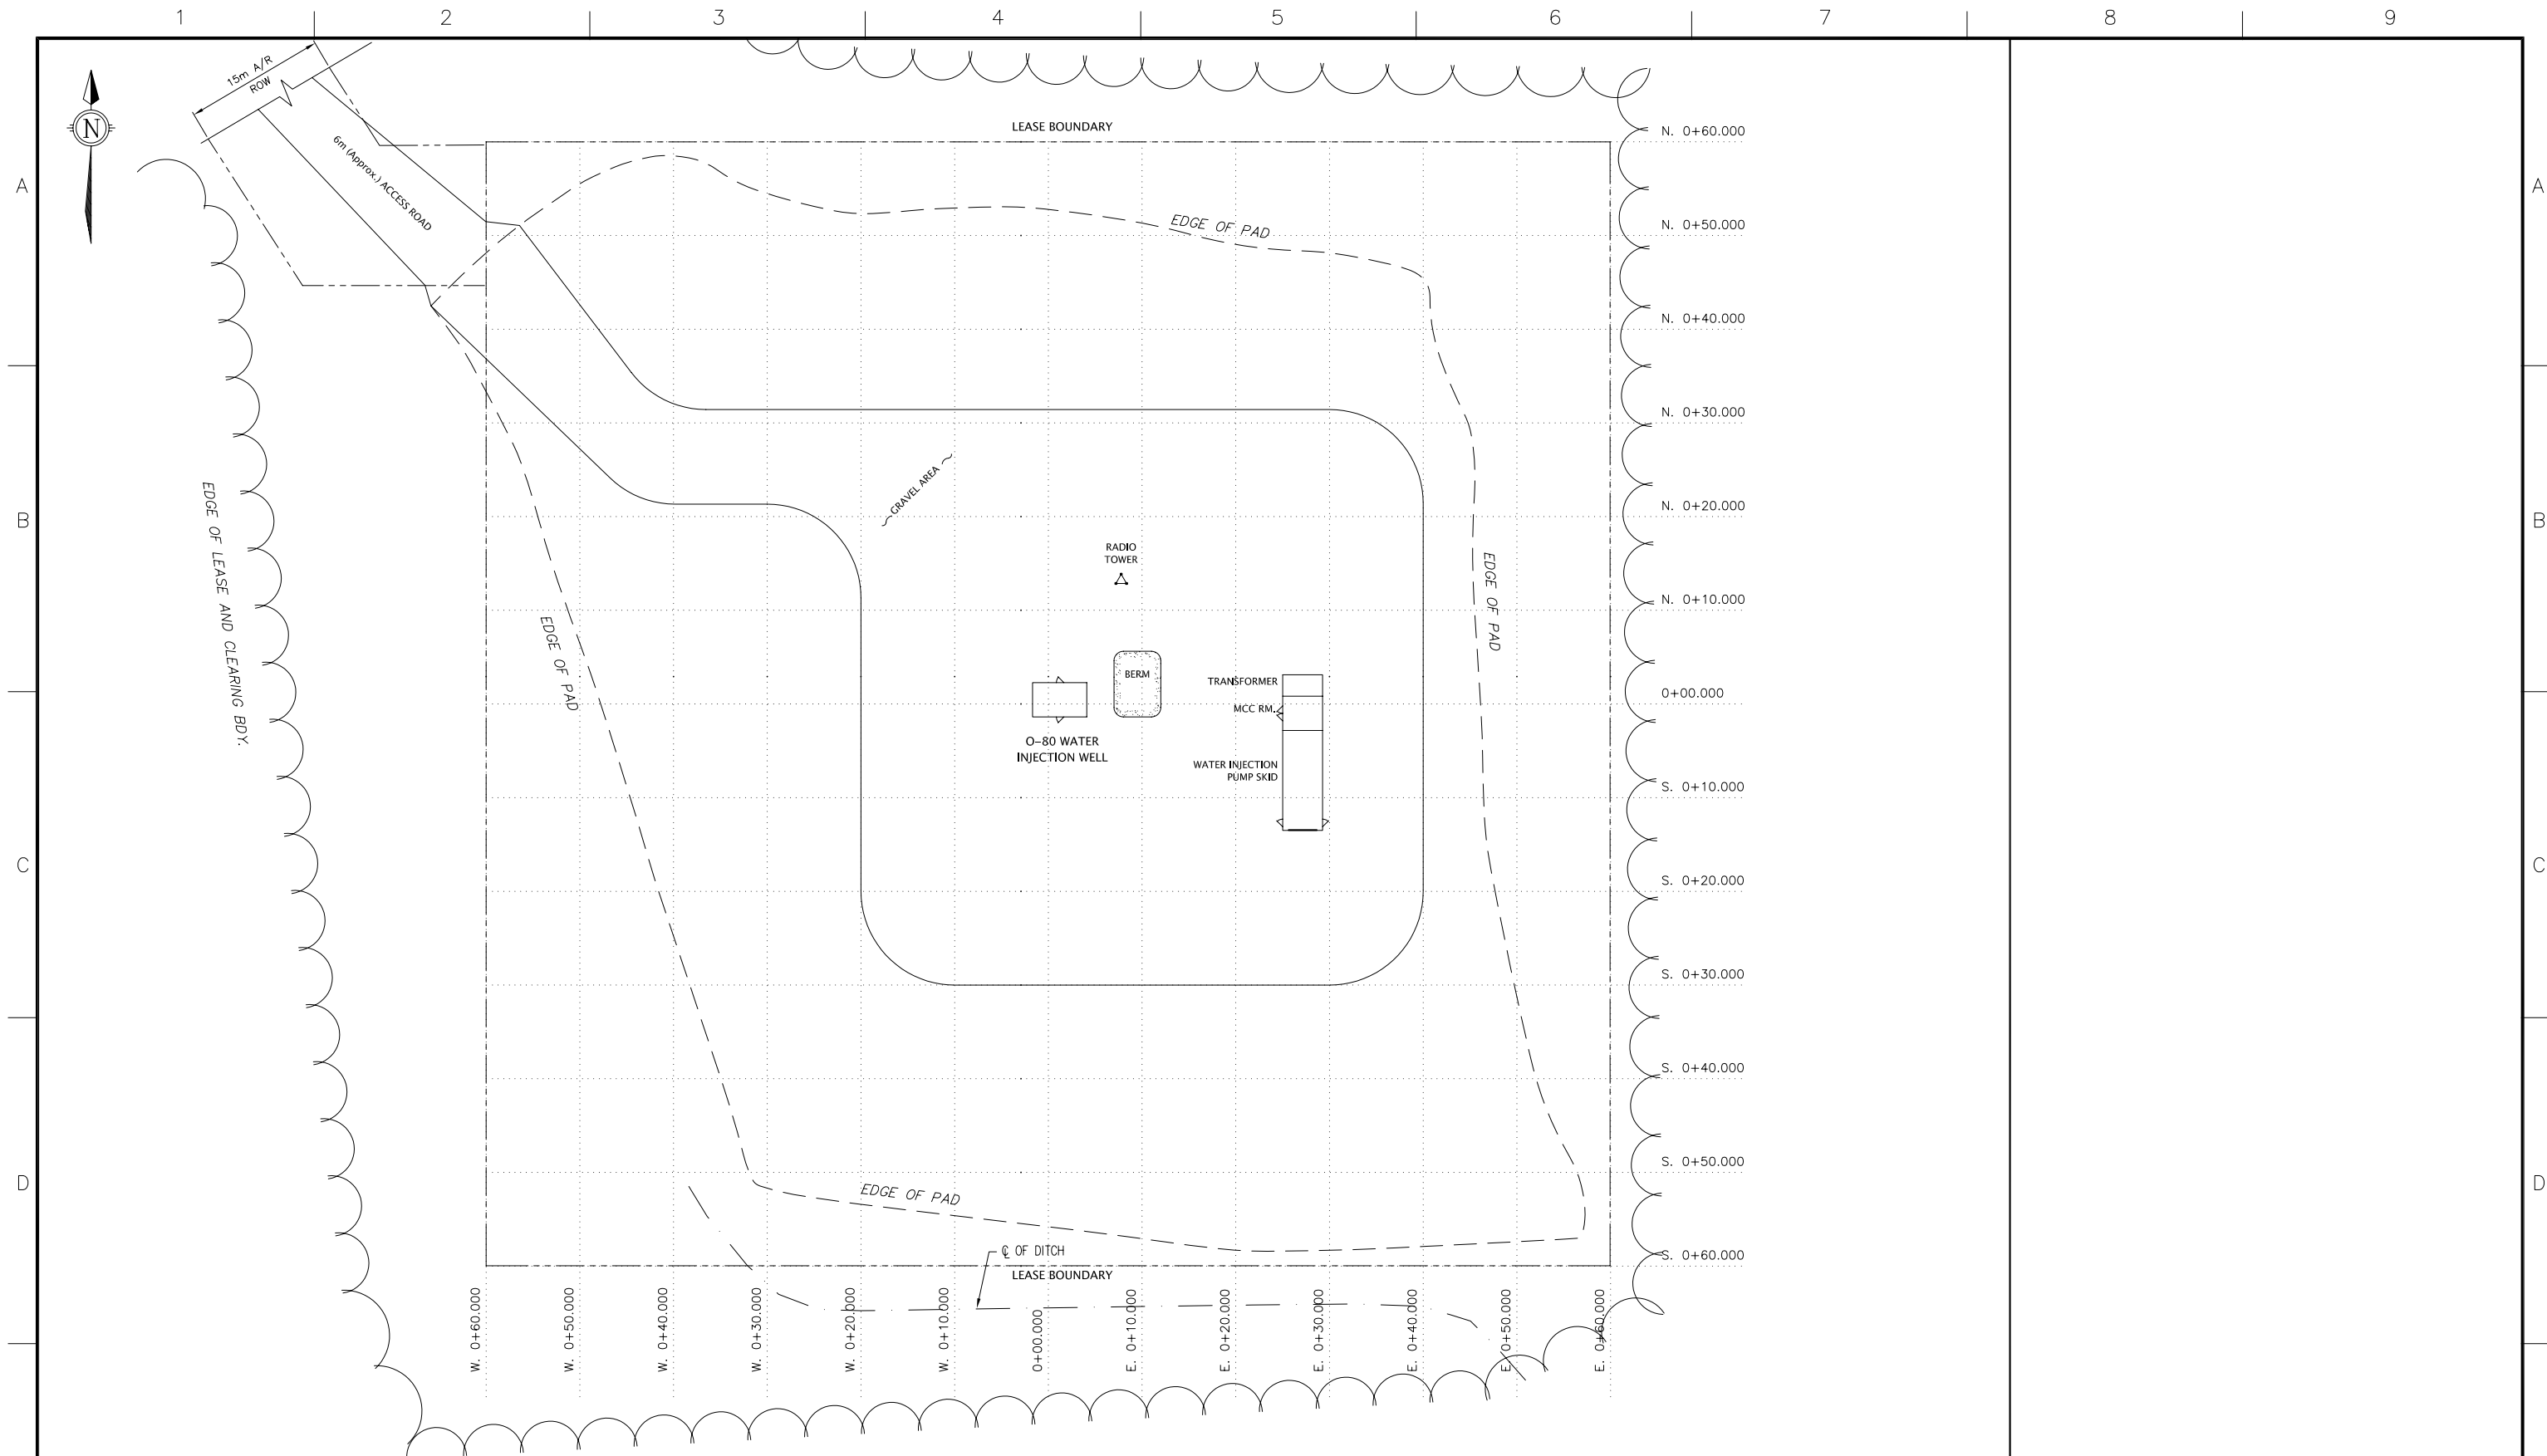 1 2 3 4 5 6 7 8 9
15m A/R
ROW
N
LEASE BOUNDARY
N. 0+60.000
6m (Approx.) ACCESS ROAD
A
A
EDGE OF PAD
N. 0+50.000
N. 0+40.000
N. 0+30.000
GRAVEL AREA
EDGE OF LEASE AND CLEARING BDY.
N. 0+20.000
B
B
RADIO
TOWER
EDGE OF PAD
N. 0+10.000
EDGE OF PAD
BERM
TRANSFORMER
0+00.000
MCC RM.
O-80 WATER
INJECTION WELL
WATER INJECTION
PUMP SKID
S. 0+10.000
C
C
S. 0+20.000
S. 0+30.000
S. 0+40.000
S. 0+50.000
D
D
EDGE OF PAD
℄ OF DITCH
S. 0+60.000
LEASE BOUNDARY
W. 0+60.000
W. 0+50.000
W. 0+40.000
W. 0+30.000
W. 0+20.000
W. 0+10.000
0+00.000
E. 0+10.000
E. 0+20.000
E. 0+30.000
E. 0+40.000
E. 0+50.000
E. 0+60.000